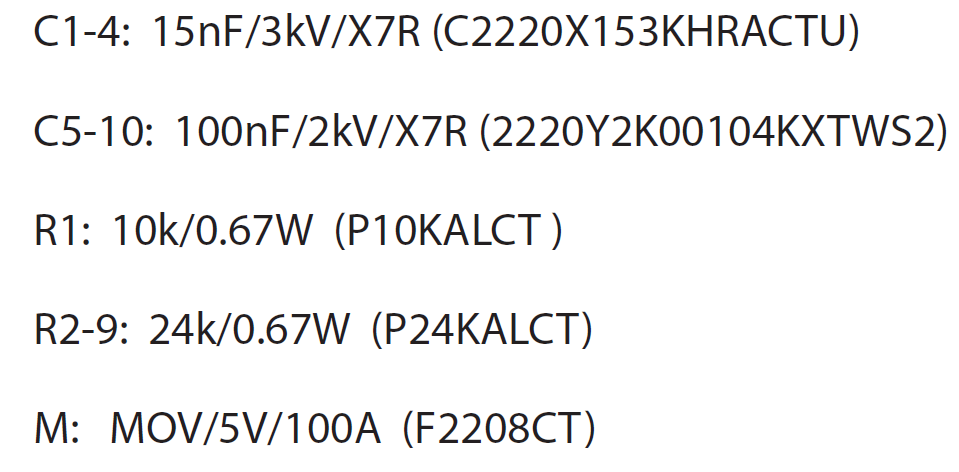 C1-4: 15nF/3kV/X7R (C2220X153KHRACTU)
C5-10: 100nF/2kV/X7R (2220Y2K00104KXTWS2)
R1: 10k/0.67W (P10KALCT )
R2-9: 24k/0.67W (P24KALCT)
M: MOV/5V/100A (F2208CT)